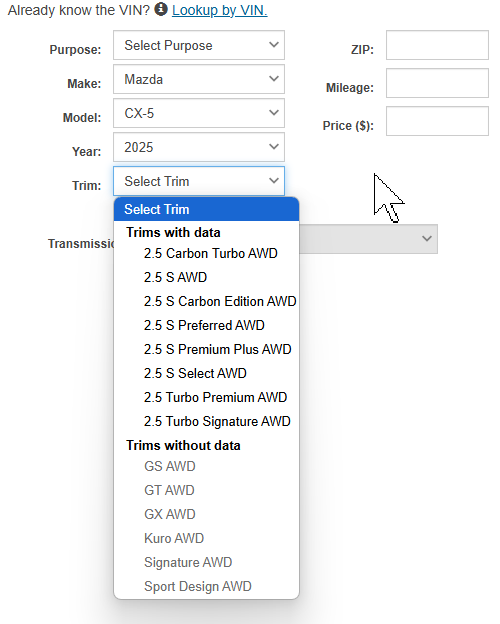 Already know the VIN? Lookup by VIN.
Purpose: Select Purpose ZIP:
Make: Mazda Mileage:
Model: CX-5 Price ($):
Year: 2025
Trim: Select Trim
Select Trim
Trims with data
Transmissio
2.5 Carbon Turbo AWD
2.5 S AWD
2.5 S Carbon Edition AWD
2.5 S Preferred AWD
2.5 S Premium Plus AWD
2.5 S Select AWD
2.5 Turbo Premium AWD
2.5 Turbo Signature AWD
Trims without data
GS AWD
GT AWD
GX AWD
Kuro AWD
Signature AWD
Sport Design AWD